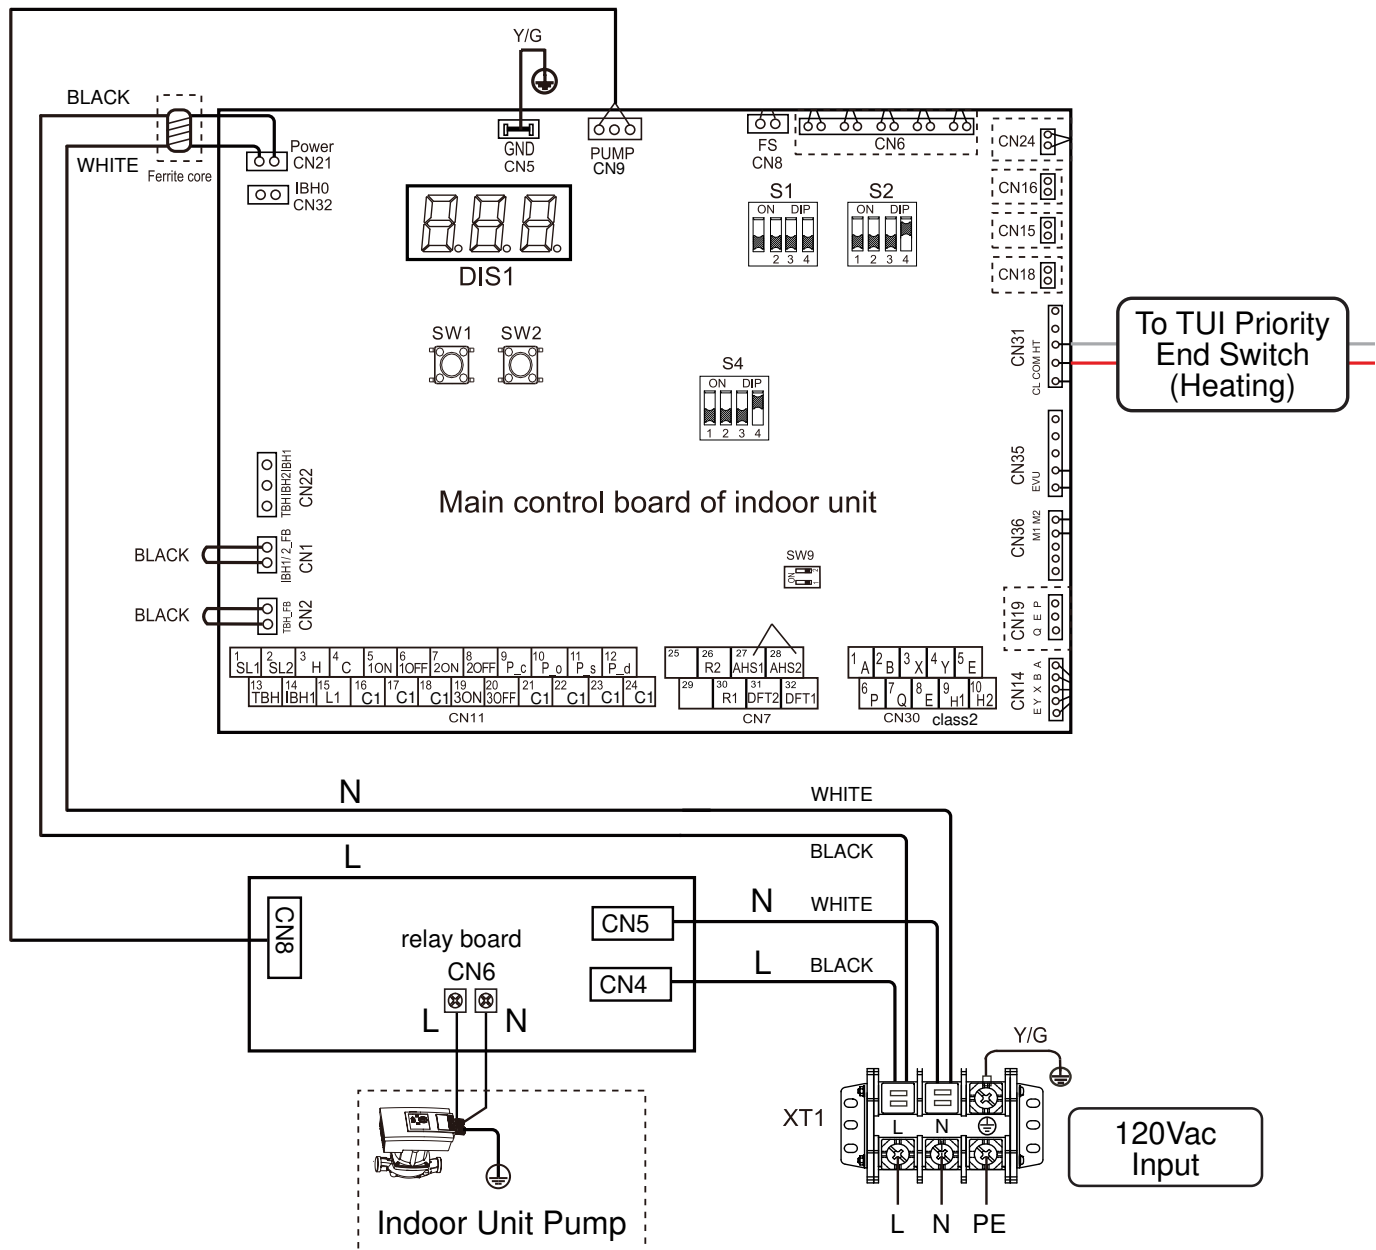 Y/G
BLACK
WHITE
Ferrite core
Power
CN21
IBH0
CN32
GND
CN5
PUMP
CN9
FS
CN8
CN6
CN24
CN16
CN15
CN18
DIS1
S1
ON DIP
2 3 4
S2
ON DIP
1 2 3 4
SW1
SW2
S4
ON DIP
1 2 3 4
CN31
CL COM HT
To TUI Priority
End Switch
(Heating)
CN35
EVU
CN36
M1 M2
CN19
Q E P
CN14
E Y X B A
TBH IBH2 IBH1
CN22
BLACK
IBH1/ 2_FB
CN1
BLACK
TBH_FB
CN2
Main control board of indoor unit
SW9
ON
1 2
1 SL1 2 SL2 3 H 4 C 5 1ON 6 1OFF 7 2ON 8 2OFF 9 P_c 10 P_o 11 P_s 12 P_d
13 TBH 14 IBH1 15 L1 16 C1 17 C1 18 C1 19 3ON 20 3OFF 21 C1 22 C1 23 C1 24 C1
CN11
25 26 R2 27 AHS1 28 AHS2
29 30 R1 31 DFT2 32 DFT1
CN7
1 A 2 B 3 X 4 Y 5 E
6 P 7 Q 8 E 9 H1 10 H2
CN30 class2
N
WHITE
L
BLACK
CN8
relay board
CN6
L N
CN5
N WHITE
CN4
L BLACK
Indoor Unit Pump
Y/G
XT1
L N
L N PE
120Vac
Input